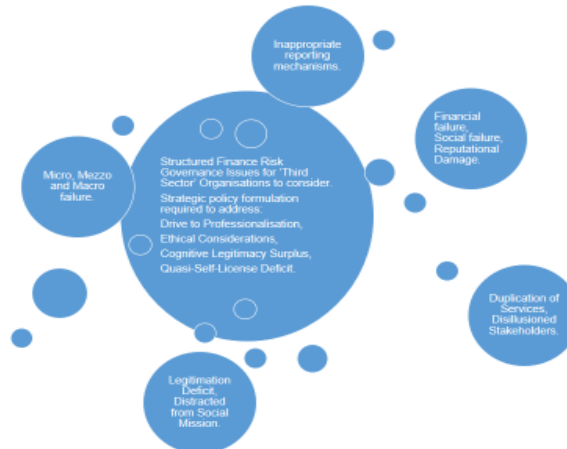 Inappropriate
reporting
mechanisms.
Financial
failure,
Social failure,
Reputational
Damage.
Micro, Mezzo
and Macro
failure.
Structured Finance Risk
Governance Issues for 'Third
Sector' Organisations to consider.
Strategic policy formulation
required to address:
Drive to Professionalisation,
Ethical Considerations,
Cognitive Legitimacy Surplus,
Quasi-Self-License Deficit.
Duplication of
Services,
Disillusioned
Stakeholders.
Legitimation
Deficit,
Distracted
from Social
Mission.